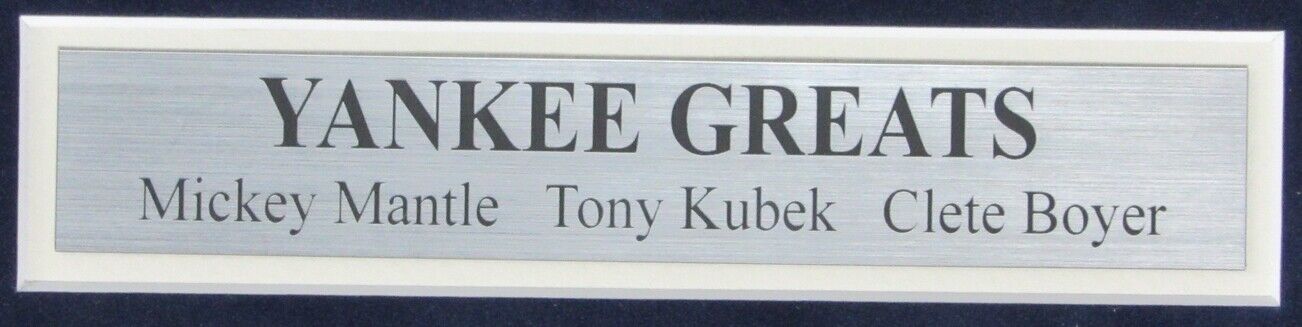 YANKEE GREATS
Mickey Mantle Tony Kubek Clete Boyer